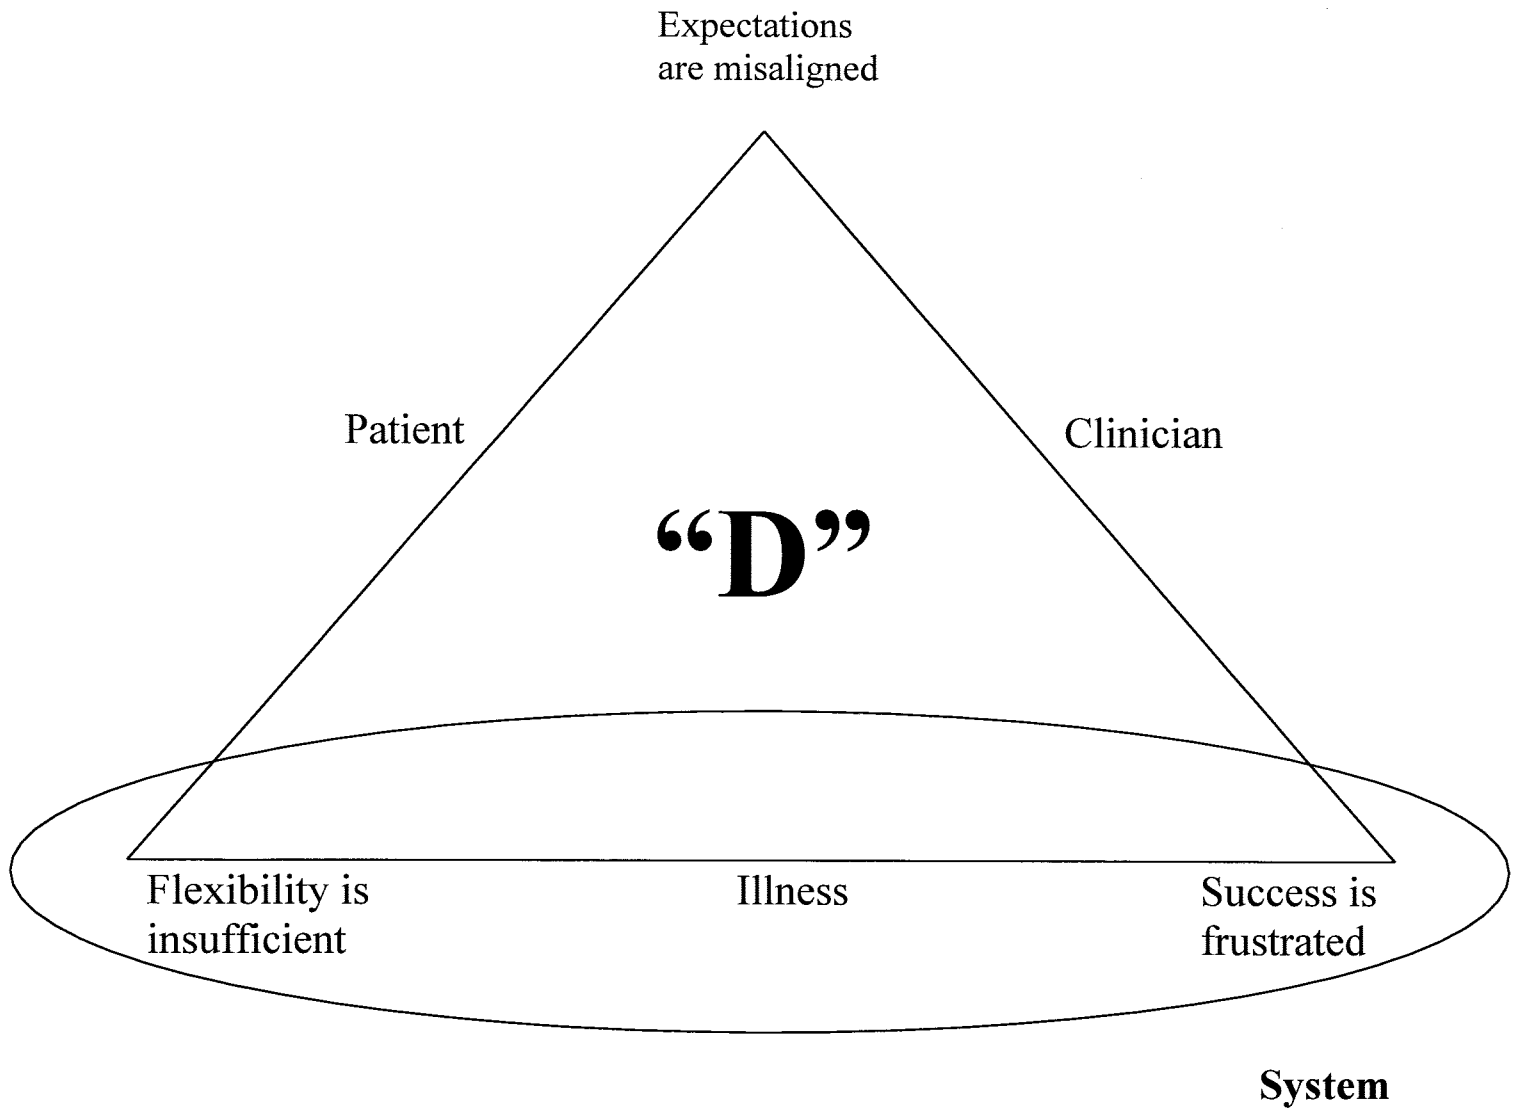 Expectations
are misaligned
Patient
Clinician
“D”
Flexibility is
insufficient
Illness
Success is
frustrated
System